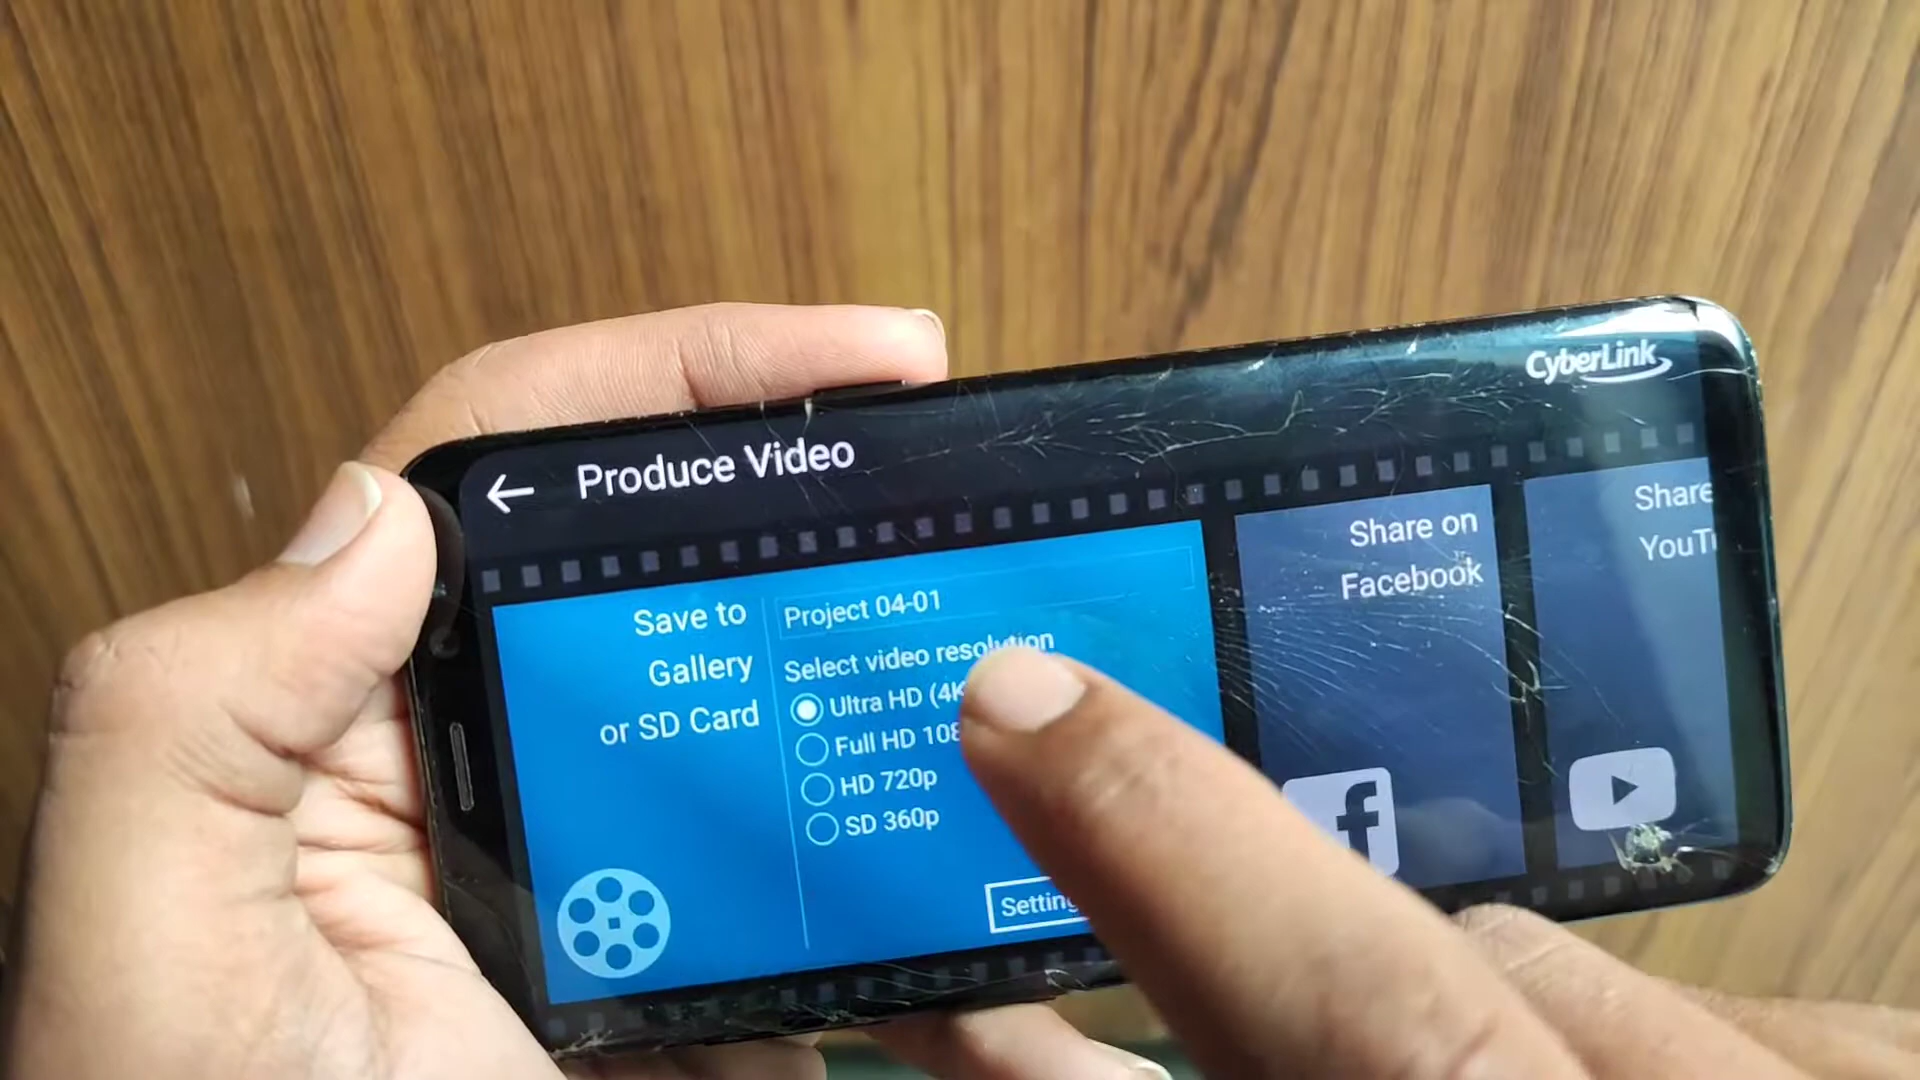 CyberLink
Produce Video
Save to
Gallery
or SD Card
Project 04-01
Select video resolution
Ultra HD (4K
Full HD 108
HD 720p
SD 360p
Setting
Share on
Facebook
Share
YouT